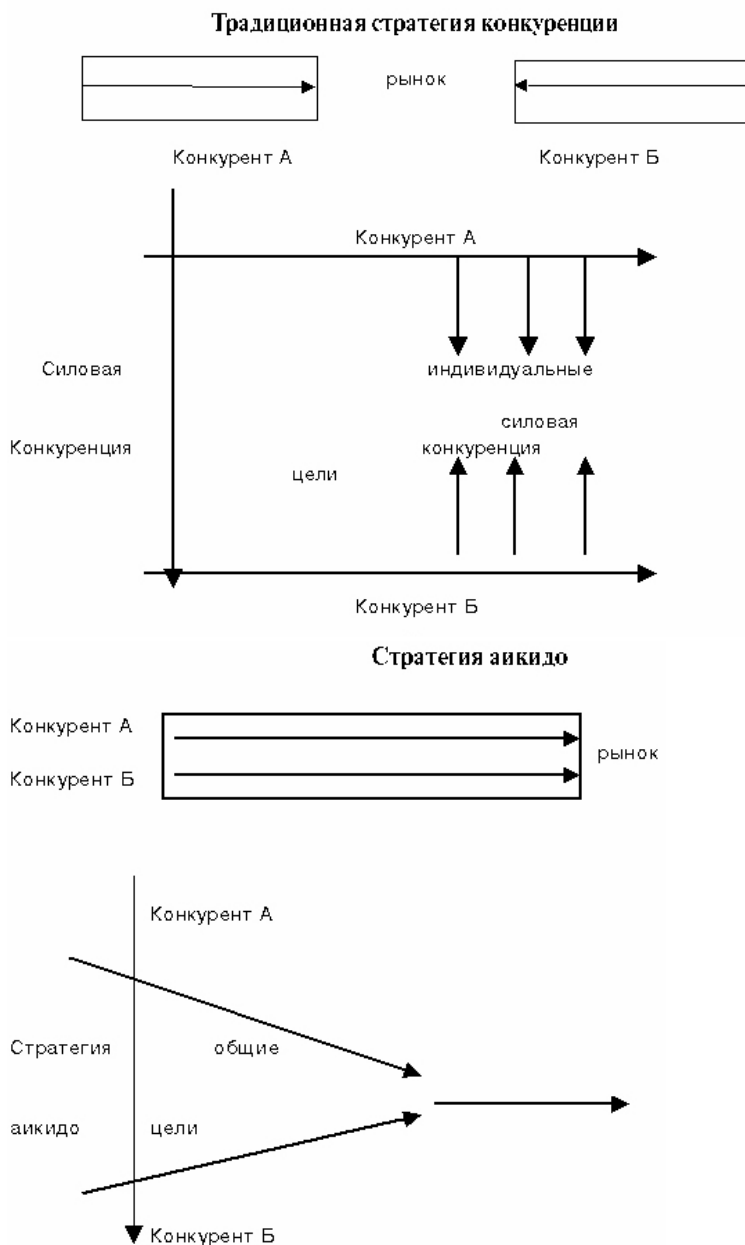 Традиционная стратегия конкуренции
рынок
Конкурент А
Конкурент Б
Конкурент А
Силовая
индивидуальные
силовая
Конкуренция
конкуренция
цели
Конкурент Б
Стратегия аикидо
Конкурент А
рынок
Конкурент Б
Конкурент А
Стратегия
общие
аикидо
цели
Конкурент Б